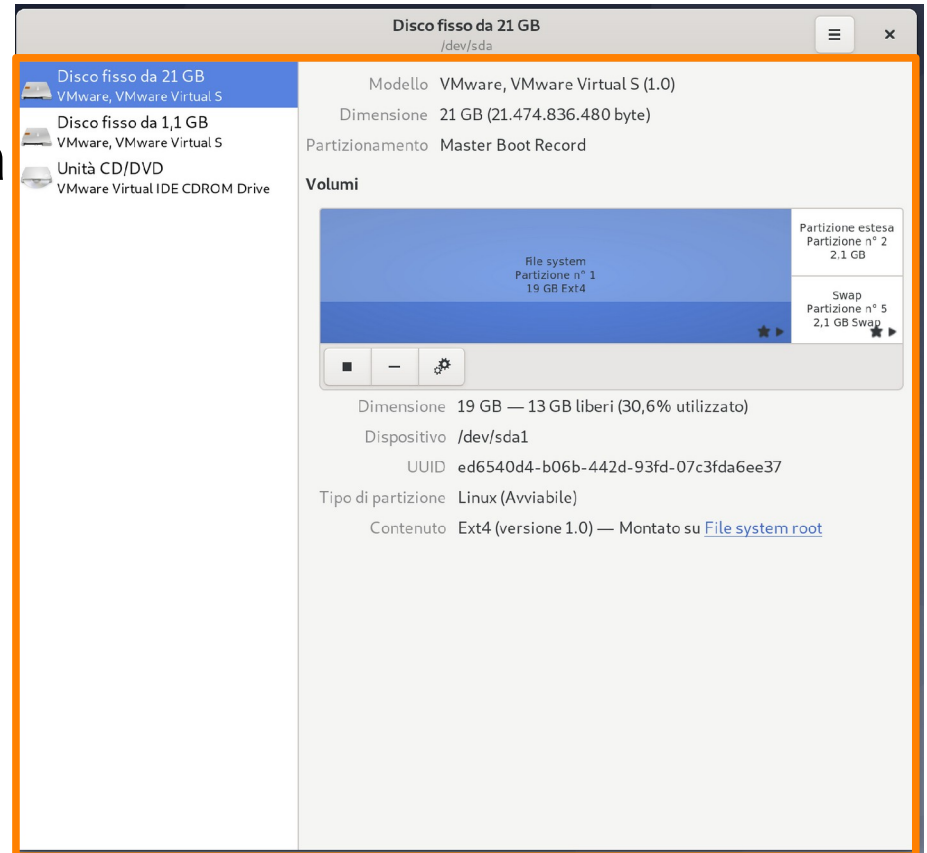 Disco fisso da 21 GB
/dev/sda
Disco fisso da 21 GB
VMware, VMware Virtual S
Disco fisso da 1,1 GB
VMware, VMware Virtual S
Unità CD/DVD
VMware Virtual IDE CDROM Drive
Modello VMware, VMware Virtual S (1.0)
Dimensione 21 GB (21.474.836.480 byte)
Partizionamento Master Boot Record
Volumi
File system
Partizione n° 1
19 GB Ext4
Partizione estesa
Partizione n° 2
2,1 GB
Swap
Partizione n° 5
2,1 GB Swap
Dimensione 19 GB — 13 GB liberi (30,6% utilizzato)
Dispositivo /dev/sda1
UUID ed6540d4-b06b-442d-93fd-07c3fda6ee37
Tipo di partizione Linux (Avviabile)
Contenuto Ext4 (versione 1.0) — Montato su File system root